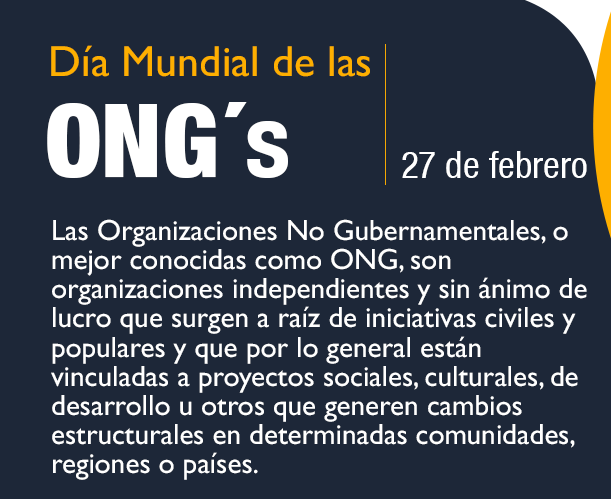 Día Mundial de las
ONG´s
27 de febrero
Las Organizaciones No Gubernamentales, o
mejor conocidas como ONG, son
organizaciones independientes y sin ánimo de
lucro que surgen a raíz de iniciativas civiles y
populares y que por lo general están
vinculadas a proyectos sociales, culturales, de
desarrollo u otros que generen cambios
estructurales en determinadas comunidades,
regiones o países.